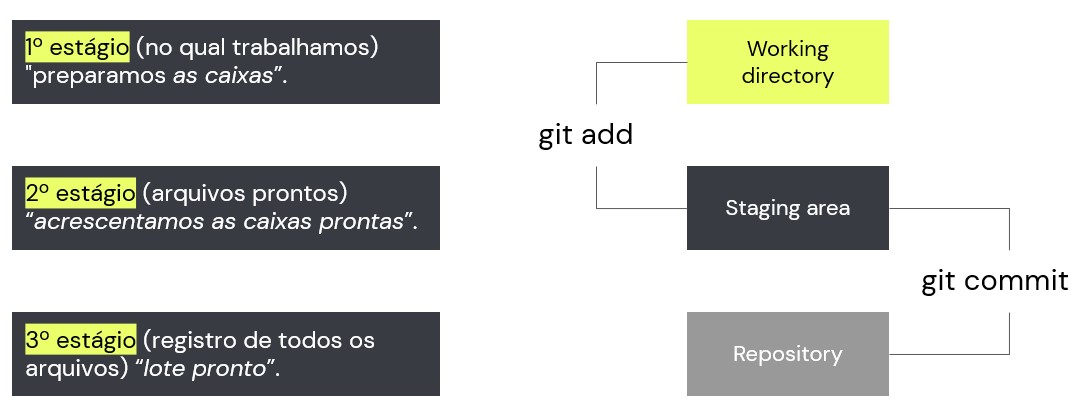 1º estágio (no qual trabalhamos)
"preparamos as caixas”.
Working
directory
git add
2º estágio (arquivos prontos)
“acrescentamos as caixas prontas”.
Staging area
git commit
3º estágio (registro de todos os
arquivos) “lote pronto”.
Repository